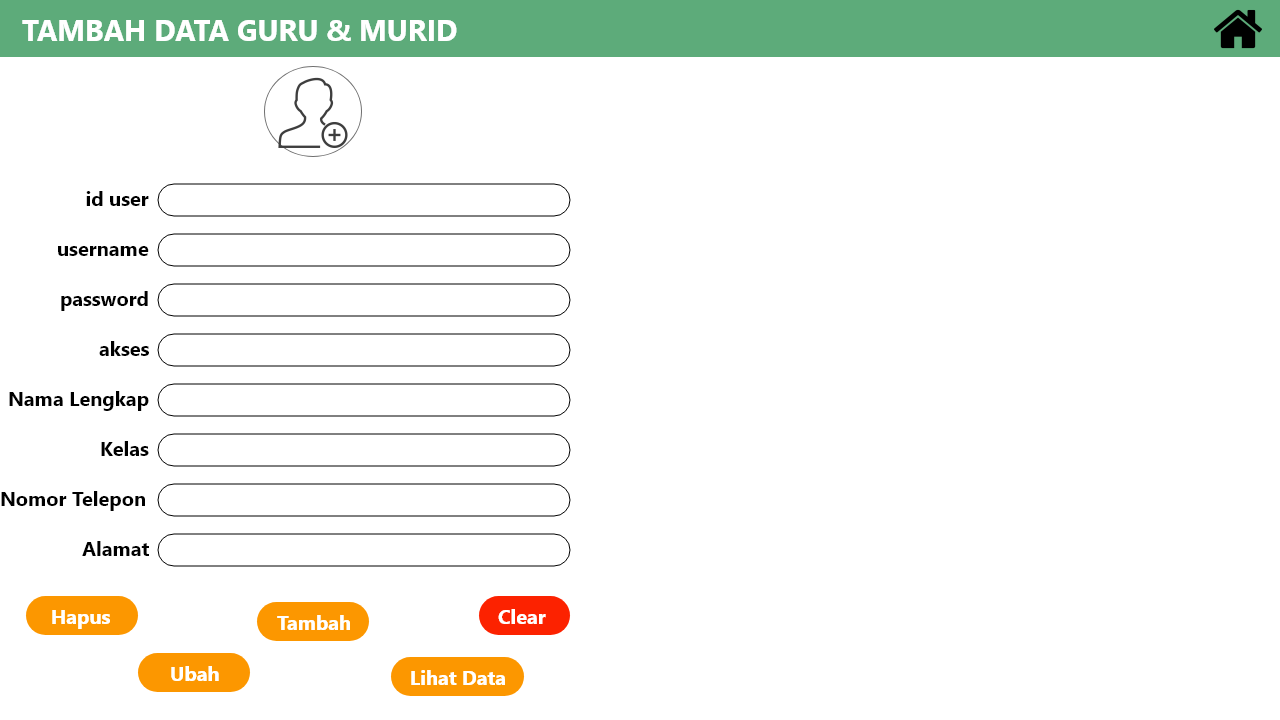 TAMBAH DATA GURU & MURID
id user
username
password
akses
Nama Lengkap
Kelas
Nomor Telepon
Alamat
Hapus
Tambah
Clear
Ubah
Lihat Data